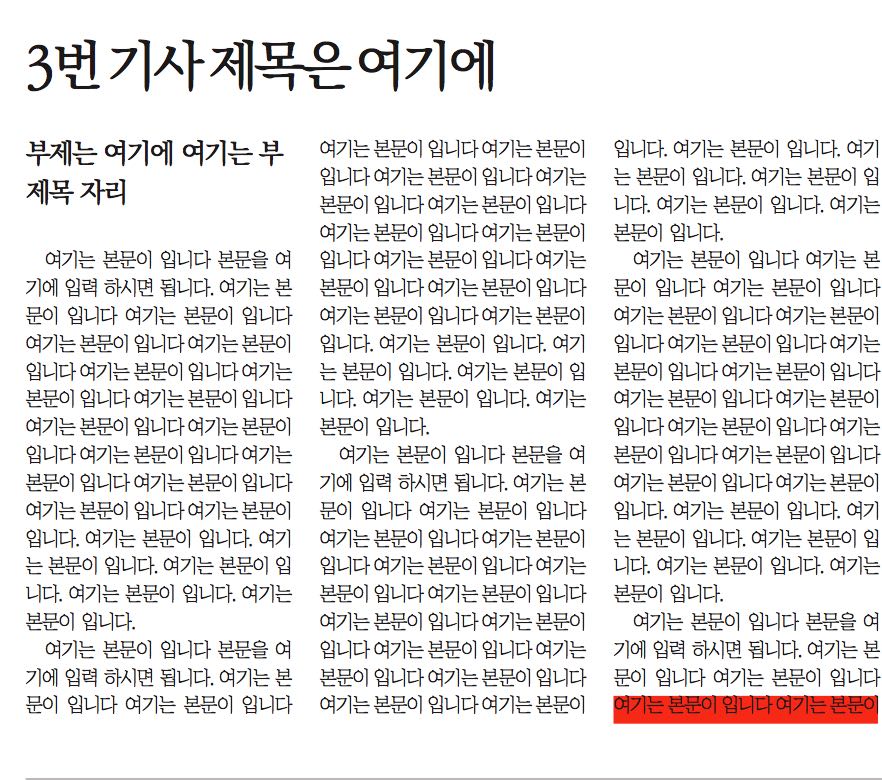 3번 기사 제목은 여기에
부제는 여기에 여기는 부
제목 자리
여기는 본문이 입니다 본문을 여
기에 입력 하시면 됩니다. 여기는 본
문이 입니다 여기는 본문이 입니다
여기는 본문이 입니다 여기는 본문이
입니다 여기는 본문이 입니다 여기는
본문이 입니다 여기는 본문이 입니다
여기는 본문이 입니다 여기는 본문이
입니다 여기는 본문이 입니다 여기는
본문이 입니다 여기는 본문이 입니다
여기는 본문이 입니다 여기는 본문이
입니다. 여기는 본문이 입니다. 여기
는 본문이 입니다. 여기는 본문이 입
니다. 여기는 본문이 입니다. 여기는
본문이 입니다.
여기는 본문이 입니다 본문을 여
기에 입력 하시면 됩니다. 여기는 본
문이 입니다 여기는 본문이 입니다
여기는 본문이 입니다 여기는 본문이
입니다 여기는 본문이 입니다 여기는
본문이 입니다 여기는 본문이 입니다
여기는 본문이 입니다 여기는 본문이
입니다 여기는 본문이 입니다 여기는
본문이 입니다 여기는 본문이 입니다
여기는 본문이 입니다 여기는 본문이
입니다. 여기는 본문이 입니다. 여기
는 본문이 입니다. 여기는 본문이 입
니다. 여기는 본문이 입니다. 여기는
본문이 입니다.
여기는 본문이 입니다 본문을 여
기에 입력 하시면 됩니다. 여기는 본
문이 입니다 여기는 본문이 입니다
여기는 본문이 입니다 여기는 본문이
입니다 여기는 본문이 입니다 여기는
본문이 입니다 여기는 본문이 입니다
여기는 본문이 입니다 여기는 본문이
입니다 여기는 본문이 입니다 여기는
본문이 입니다 여기는 본문이 입니다
여기는 본문이 입니다 여기는 본문이
입니다. 여기는 본문이 입니다. 여기
는 본문이 입니다. 여기는 본문이 입
니다. 여기는 본문이 입니다. 여기는
본문이 입니다.
여기는 본문이 입니다 여기는 본
문이 입니다 여기는 본문이 입니다
여기는 본문이 입니다 여기는 본문이
입니다 여기는 본문이 입니다 여기는
본문이 입니다 여기는 본문이 입니다
여기는 본문이 입니다 여기는 본문이
입니다 여기는 본문이 입니다 여기는
본문이 입니다 여기는 본문이 입니다
여기는 본문이 입니다 여기는 본문이
입니다. 여기는 본문이 입니다. 여기
는 본문이 입니다. 여기는 본문이 입
니다. 여기는 본문이 입니다. 여기는
본문이 입니다.
여기는 본문이 입니다 본문을 여
기에 입력 하시면 됩니다. 여기는 본
문이 입니다 여기는 본문이 입니다
여기는 본문이 입니다 여기는 본문이